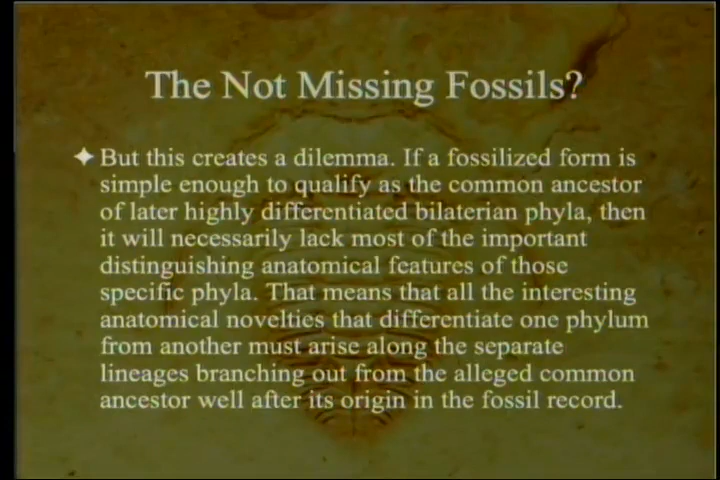 The Not Missing Fossils?
But this creates a dilemma. If a fossilized form is
simple enough to qualify as the common ancestor
of later highly differentiated bilaterian phyla, then
it will necessarily lack most of the important
distinguishing anatomical features of those
specific phyla. That means that all the interesting
anatomical novelties that differentiate one phylum
from another must arise along the separate
lineages branching out from the alleged common
ancestor well after its origin in the fossil record.